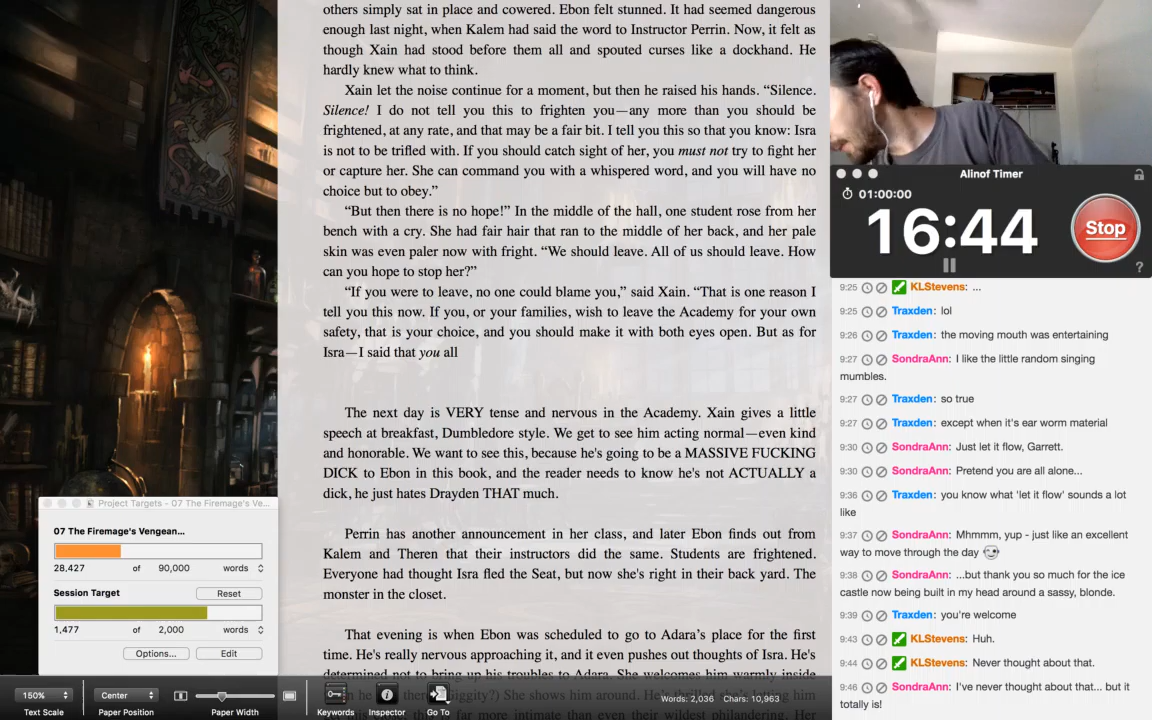 others simply sat in place and cowered. Ebon felt stunned. It had seemed dangerous
enough last night, when Kalem had said the word to Instructor Perrin. Now, it felt as
though Xain had stood before them all and spouted curses like a dockhand. He
hardly knew what to think.
Xain let the noise continue for a moment, but then he raised his hands. “Silence.
Silence! I do not tell you this to frighten you—any more than you should be
frightened, at any rate, and that may be a fair bit. I tell you this so that you know: Isra
is not to be trifled with. If you should catch sight of her, you must not try to fight her
or capture her. She can command you with a whispered word, and you will have no
choice but to obey.”
“But then there is no hope!” In the middle of the hall, one student rose from her
bench with a cry. She had fair hair that ran to the middle of her back, and her pale
skin was even paler now with fright. “We should leave. All of us should leave. How
can you hope to stop her?”
“If you were to leave, no one could blame you,” said Xain. “That is one reason I
tell you this now. If you, or your families, wish to leave the Academy for your own
safety, that is your choice, and you should make it with both eyes open. But as for
Isra—I said that you all
The next day is VERY tense and nervous in the Academy. Xain gives a little
speech at breakfast, Dumbledore style. We get to see him acting normal—even kind
and honorable. We want to see this, because he's going to be a MASSIVE FUCKING
DICK to Ebon in this book, and the reader needs to know he's not ACTUALLY a
dick, he just hates Drayden THAT much.
Perrin has another announcement in her class, and later Ebon finds out from
Kalem and Theren that their instructors did the same. Students are frightened.
Everyone had thought Isra fled the Seat, but now she's right in their back yard. The
monster in the closet.
That evening is when Ebon was scheduled to go to Adara's place for the first
time. He's really nervous approaching it, and it even pushes out thoughts of Isra. He's
determined not to bring up his troubles to Adara. She welcomes him warmly inside
She shows him around. He's thrilled she's letting him
far more intimate than even their wildest philandering. Her
Project Targets - 07 The Firemage's Ve...
07 The Firemage's Vengean...
28,427 of 90,000 words
Session Target
Reset
1,477 of 2,000 words
Options...
Edit
150%
Text Scale
Center
Paper Position
Paper Width
Keywords
Inspector
Go To
Words: 2,036 Chars: 10,963
Alinof Timer
01:00:00
16:44
Stop
?
9:25 KLStevens: ...
9:25 Traxden: lol
9:26 Traxden: the moving mouth was entertaining
9:27 SondraAnn: I like the little random singing
mumbles.
9:27 Traxden: so true
9:27 Traxden: except when it's ear worm material
9:30 SondraAnn: Just let it flow, Garrett.
9:30 SondraAnn: Pretend you are all alone...
9:36 Traxden: you know what 'let it flow' sounds a lot
like
9:37 SondraAnn: Mhmmm, yup - just like an excellent
way to move through the day
9:38 SondraAnn: ...but thank you so much for the ice
castle now being built in my head around a sassy, blonde.
9:39 Traxden: you're welcome
9:43 KLStevens: Huh.
9:44 KLStevens: Never thought about that.
9:46 SondraAnn: I've never thought about that... but it
totally is!